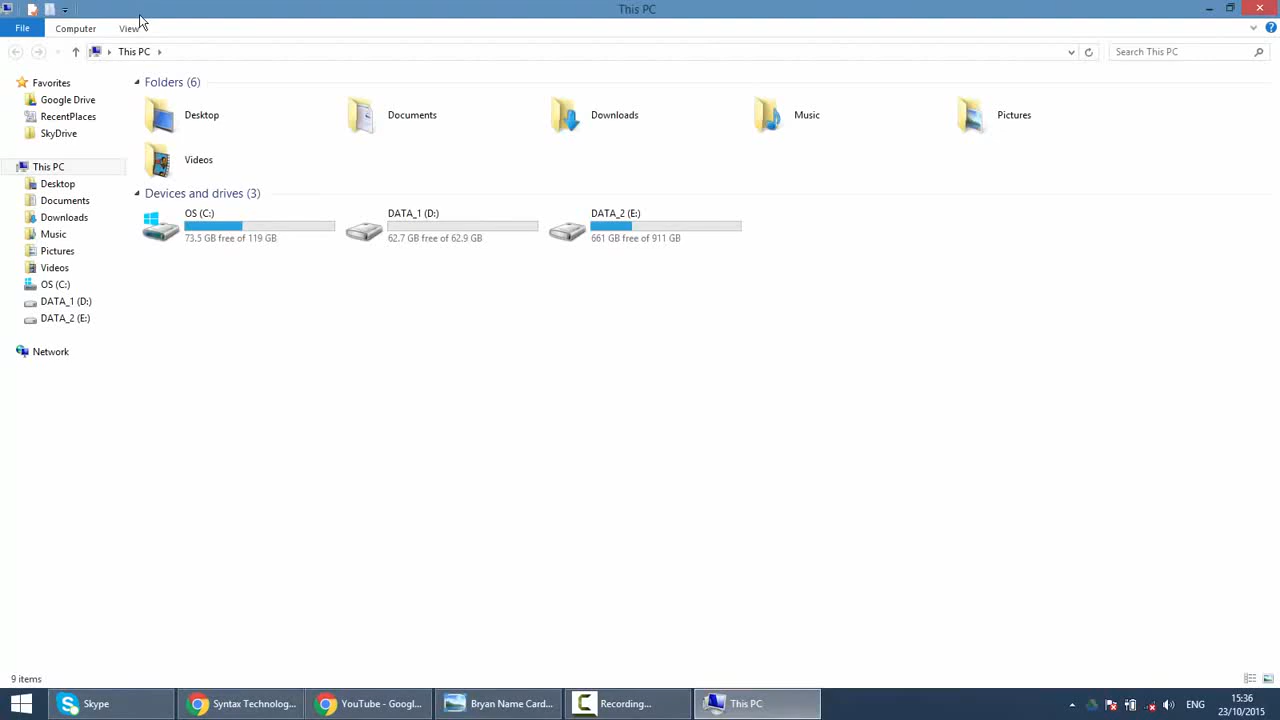 This PC
File
Computer
View
This PC
Search This PC
Favorites
Google Drive
RecentPlaces
SkyDrive
This PC
Desktop
Documents
Downloads
Music
Pictures
Videos
OS (C:)
DATA_1 (D:)
DATA_2 (E:)
Network
Folders (6)
Desktop
Documents
Downloads
Music
Pictures
Videos
Devices and drives (3)
OS (C:)
73.5 GB free of 119 GB
DATA_1 (D:)
62.7 GB free of 62.9 GB
DATA_2 (E:)
661 GB free of 911 GB
9 items
Skype
Syntax Technolog...
YouTube - Googl...
Bryan Name Card...
Recording...
This PC
ENG
15:36
23/10/2015